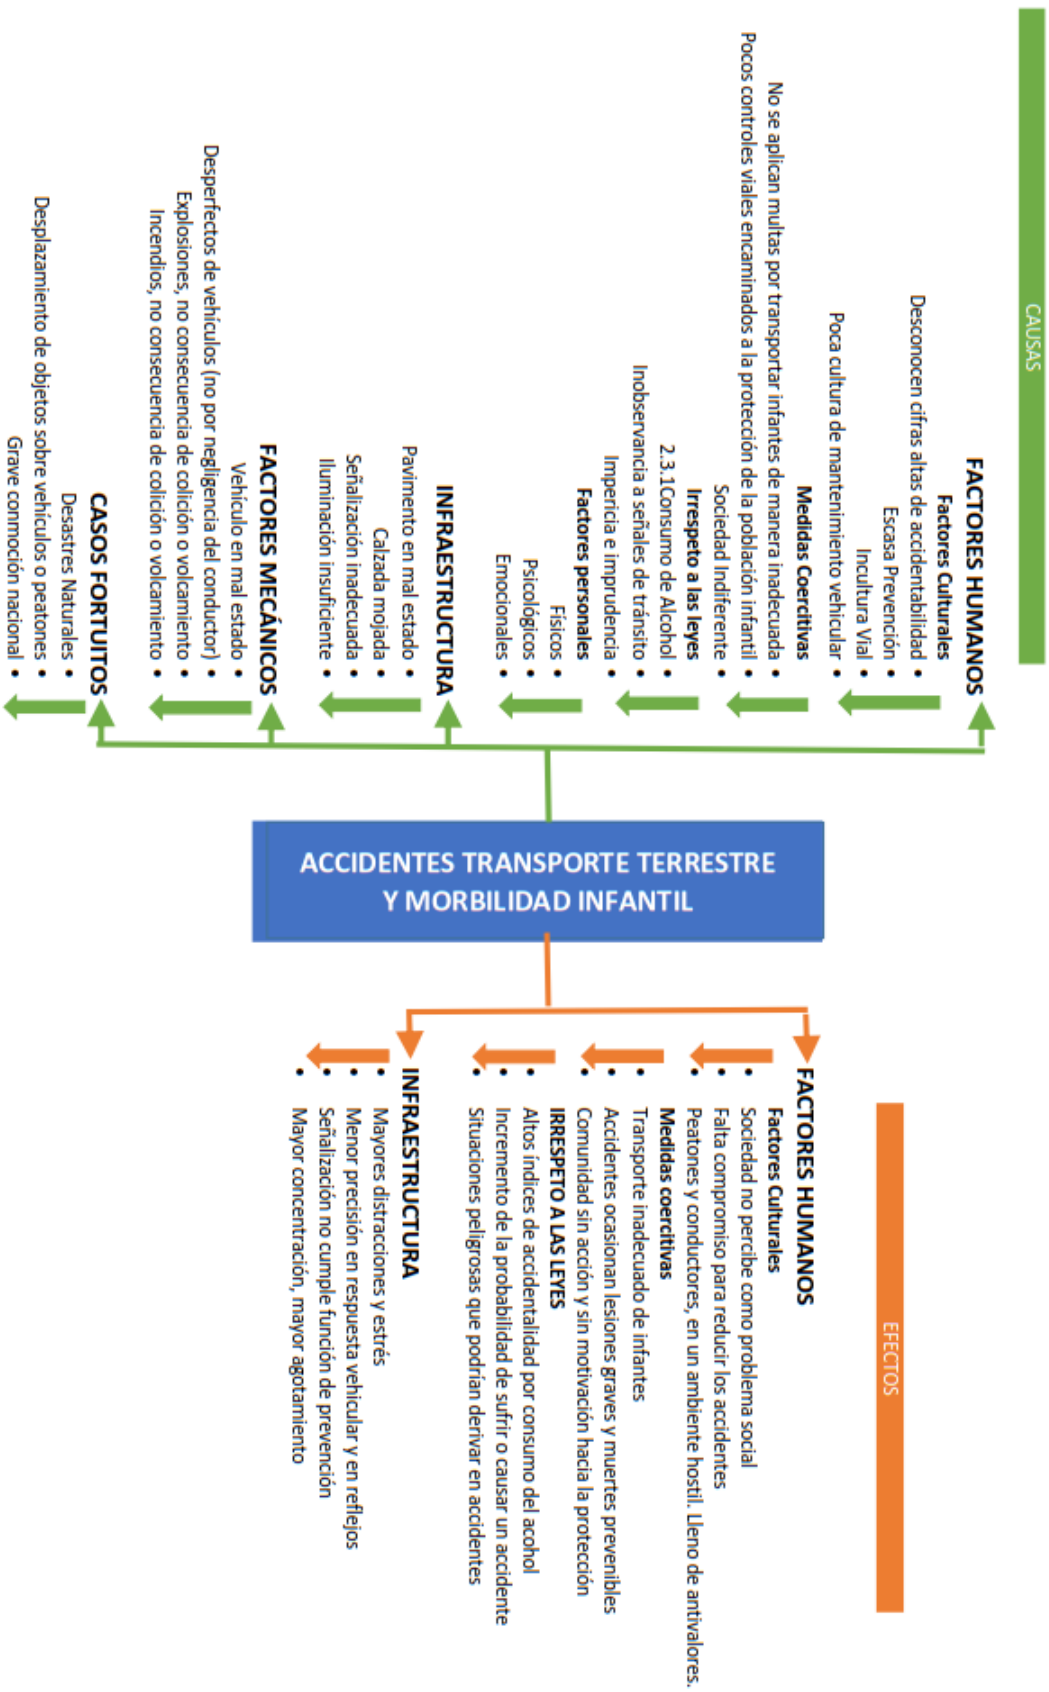 CAUSAS
FACTORES HUMANOS
Factores Culturales
Desconocen cifras altas de accidentabilidad •
Escasa Prevención •
Incultura Vial •
Poca cultura de mantenimiento vehicular •
Medidas Coercitivas
No se aplican multas por transportar infantes de manera inadecuada •
Pocos controles viales encaminados a la protección de la población infantil •
Sociedad Indiferente •
Irrespeto a las leyes
2.3.1Consumo de Alcohol •
Inobservancia a señales de tránsito •
Impericia e imprudencia •
Factores personales
Físicos •
Psicológicos •
Emocionales •
INFRAESTRUCTURA
Pavimento en mal estado •
Calzada mojada •
Señalización inadecuada •
Iluminación insuficiente •
FACTORES MECÁNICOS
Vehículo en mal estado •
Desperfectos de vehículos (no por negligencia del conductor) •
Explosiones, no consecuencia de colición o volcamiento •
Incendios, no consecuencia de colición o volcamiento •
CASOS FORTUITOS
Desastres Naturales •
Desplazamiento de objetos sobre vehículos o peatones •
Grave conmoción nacional •
ACCIDENTES TRANSPORTE TERRESTRE
Y MORBILIDAD INFANTIL
EFECTOS
FACTORES HUMANOS
Factores Culturales
• Sociedad no percibe como problema social
• Falta compromiso para reducir los accidentes
• Peatones y conductores, en un ambiente hostil. Lleno de antivalores.
Medidas coercitivas
• Transporte inadecuado de infantes
• Accidentes ocasionan lesiones graves y muertes prevenibles
• Comunidad sin acción y sin motivación hacia la protección
IRRESPETO A LAS LEYES
• Altos índices de accidentalidad por consumo del acohol
• Incremento de la probabilidad de sufrir o causar un accidente
• Situaciones peligrosas que podrían derivar en accidentes
INFRAESTRUCTURA
• Mayores distracciones y estrés
• Menor precisión en respuesta vehicular y en reflejos
• Señalización no cumple función de prevención
• Mayor concentración, mayor agotamiento